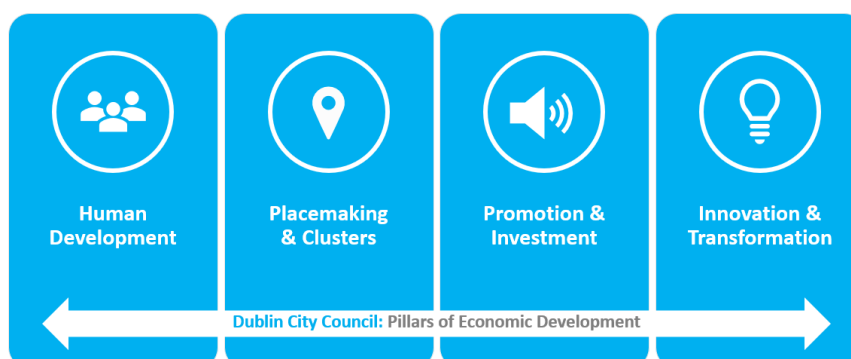 Human
Development
Placemaking
& Clusters
Promotion &
Investment
Innovation &
Transformation
Dublin City Council: Pillars of Economic Development